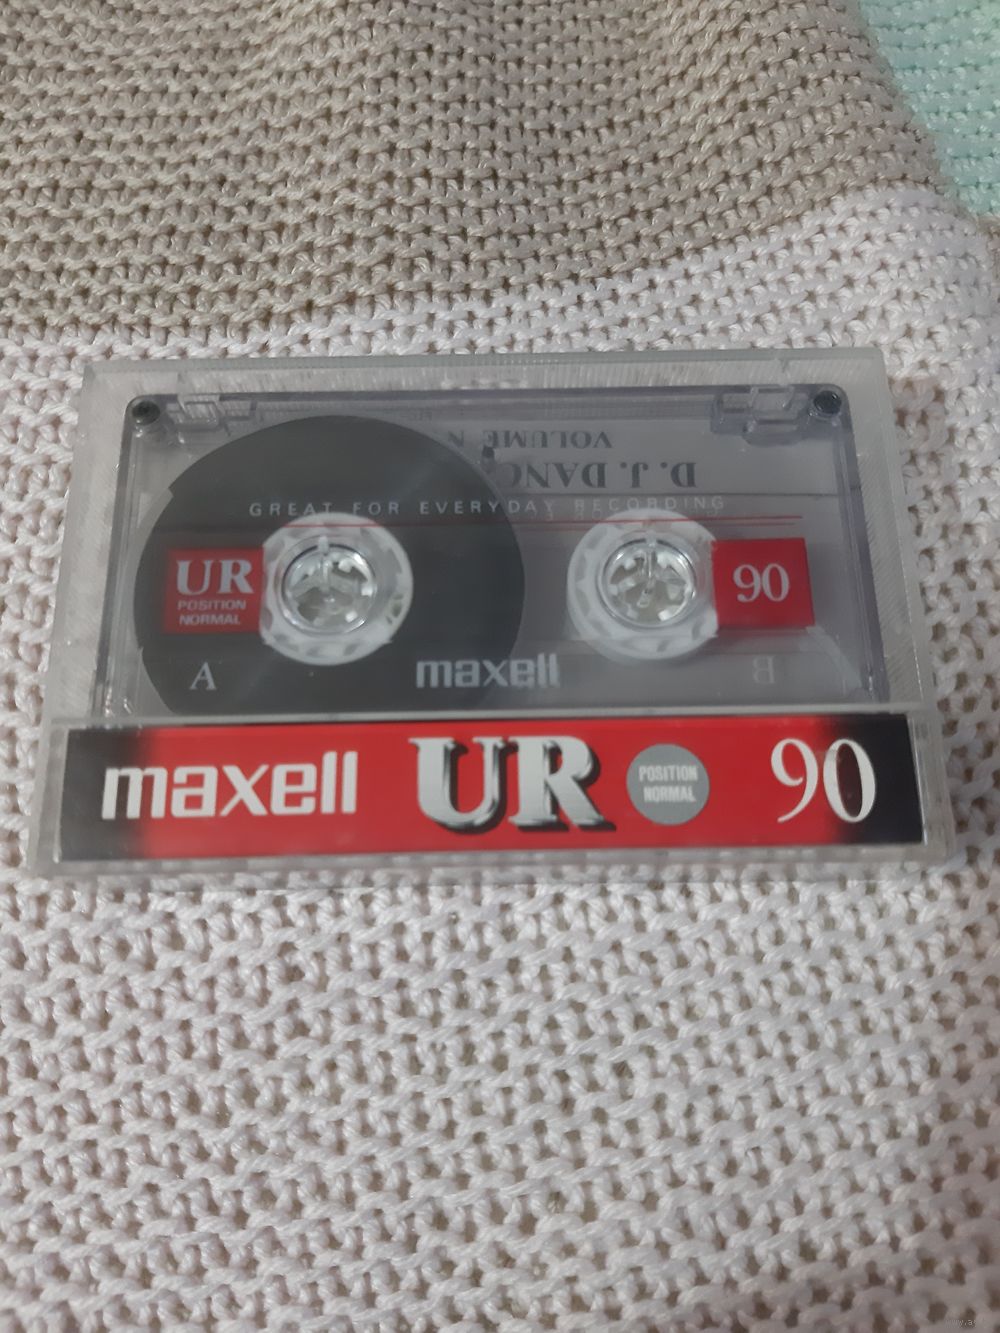 VOLUME N
D. J. DANC
GREAT FOR EVERYDAY RECORDING
UR
POSITION
NORMAL
90
A
maxell
B
maxell UR POSITION NORMAL 90